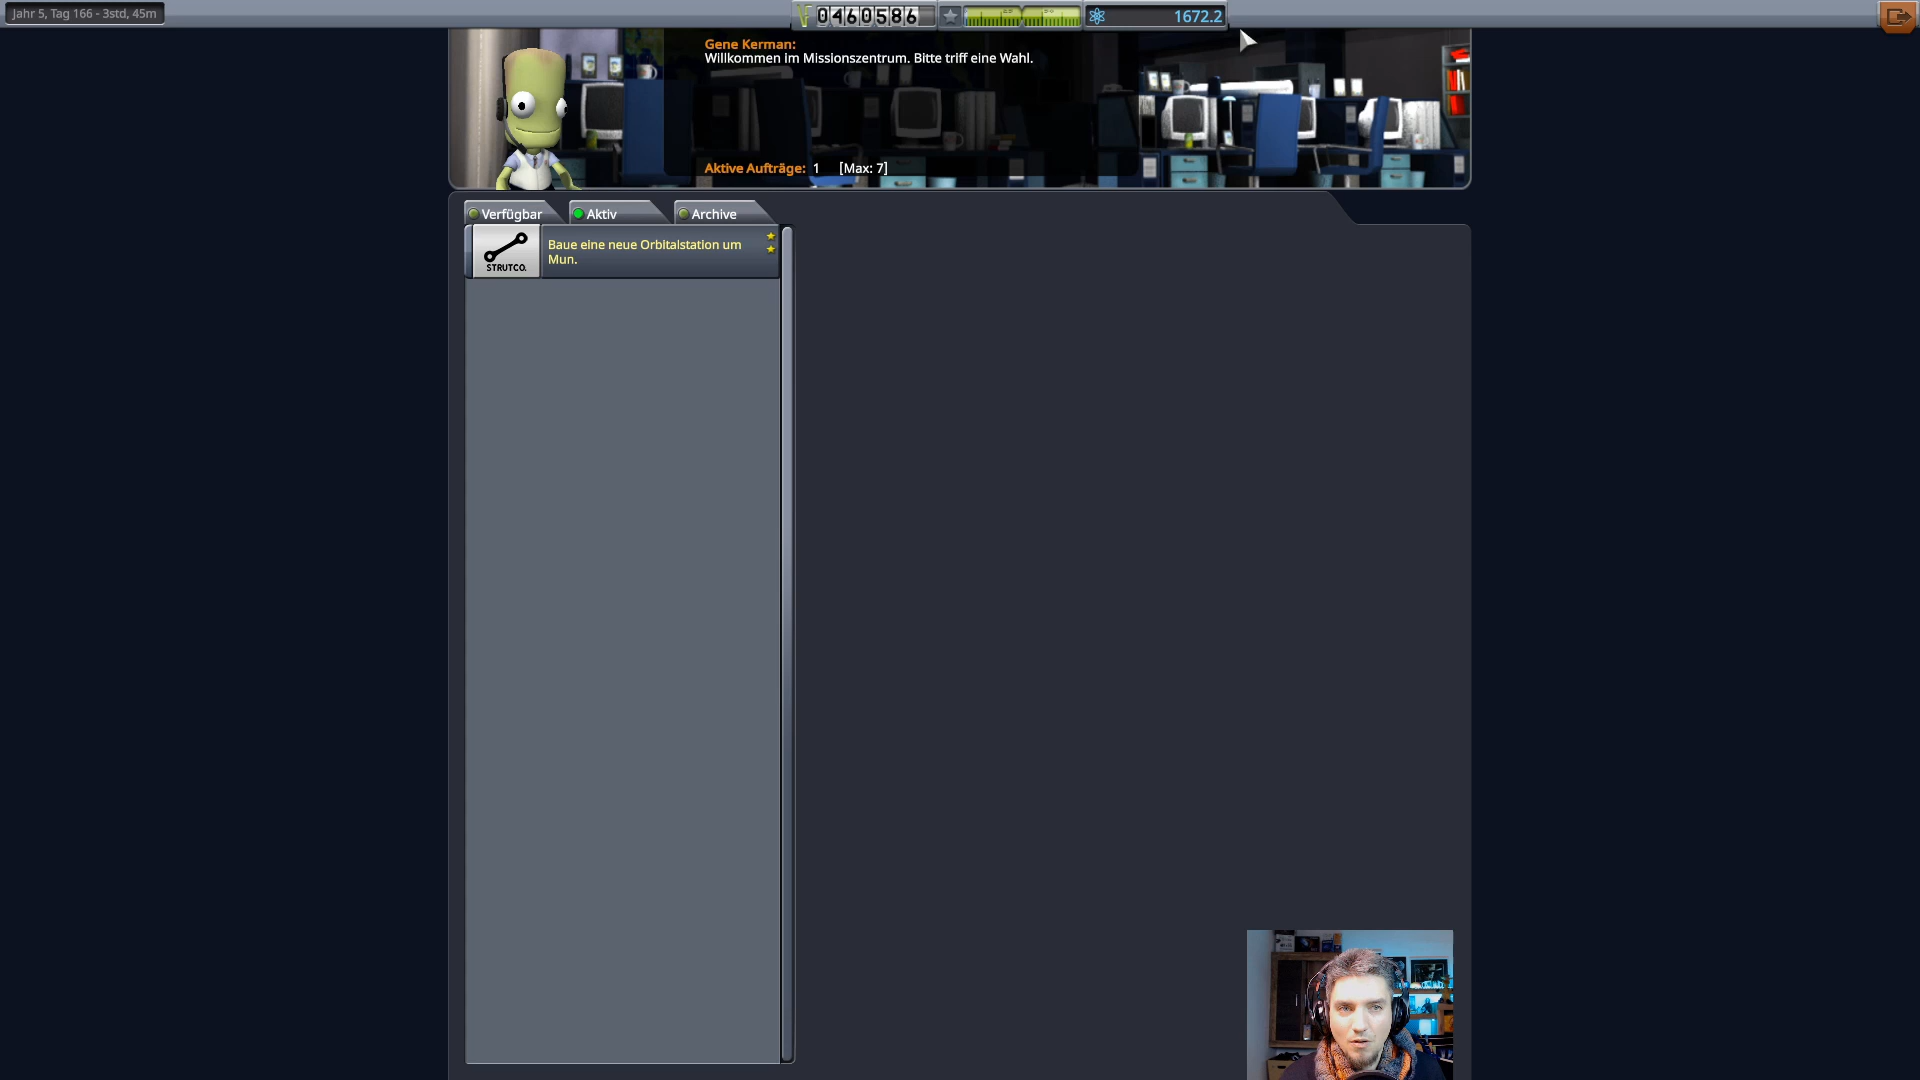 Jahr 5, Tag 166 - 3std, 45m
0460586
1672.2
Gene Kerman:
Willkommen im Missionszentrum. Bitte triff eine Wahl.
Aktive Aufträge: 1 [Max: 7]
Verfügbar
Aktiv
Archive
STRUTCO.
Baue eine neue Orbitalstation um
Mun.